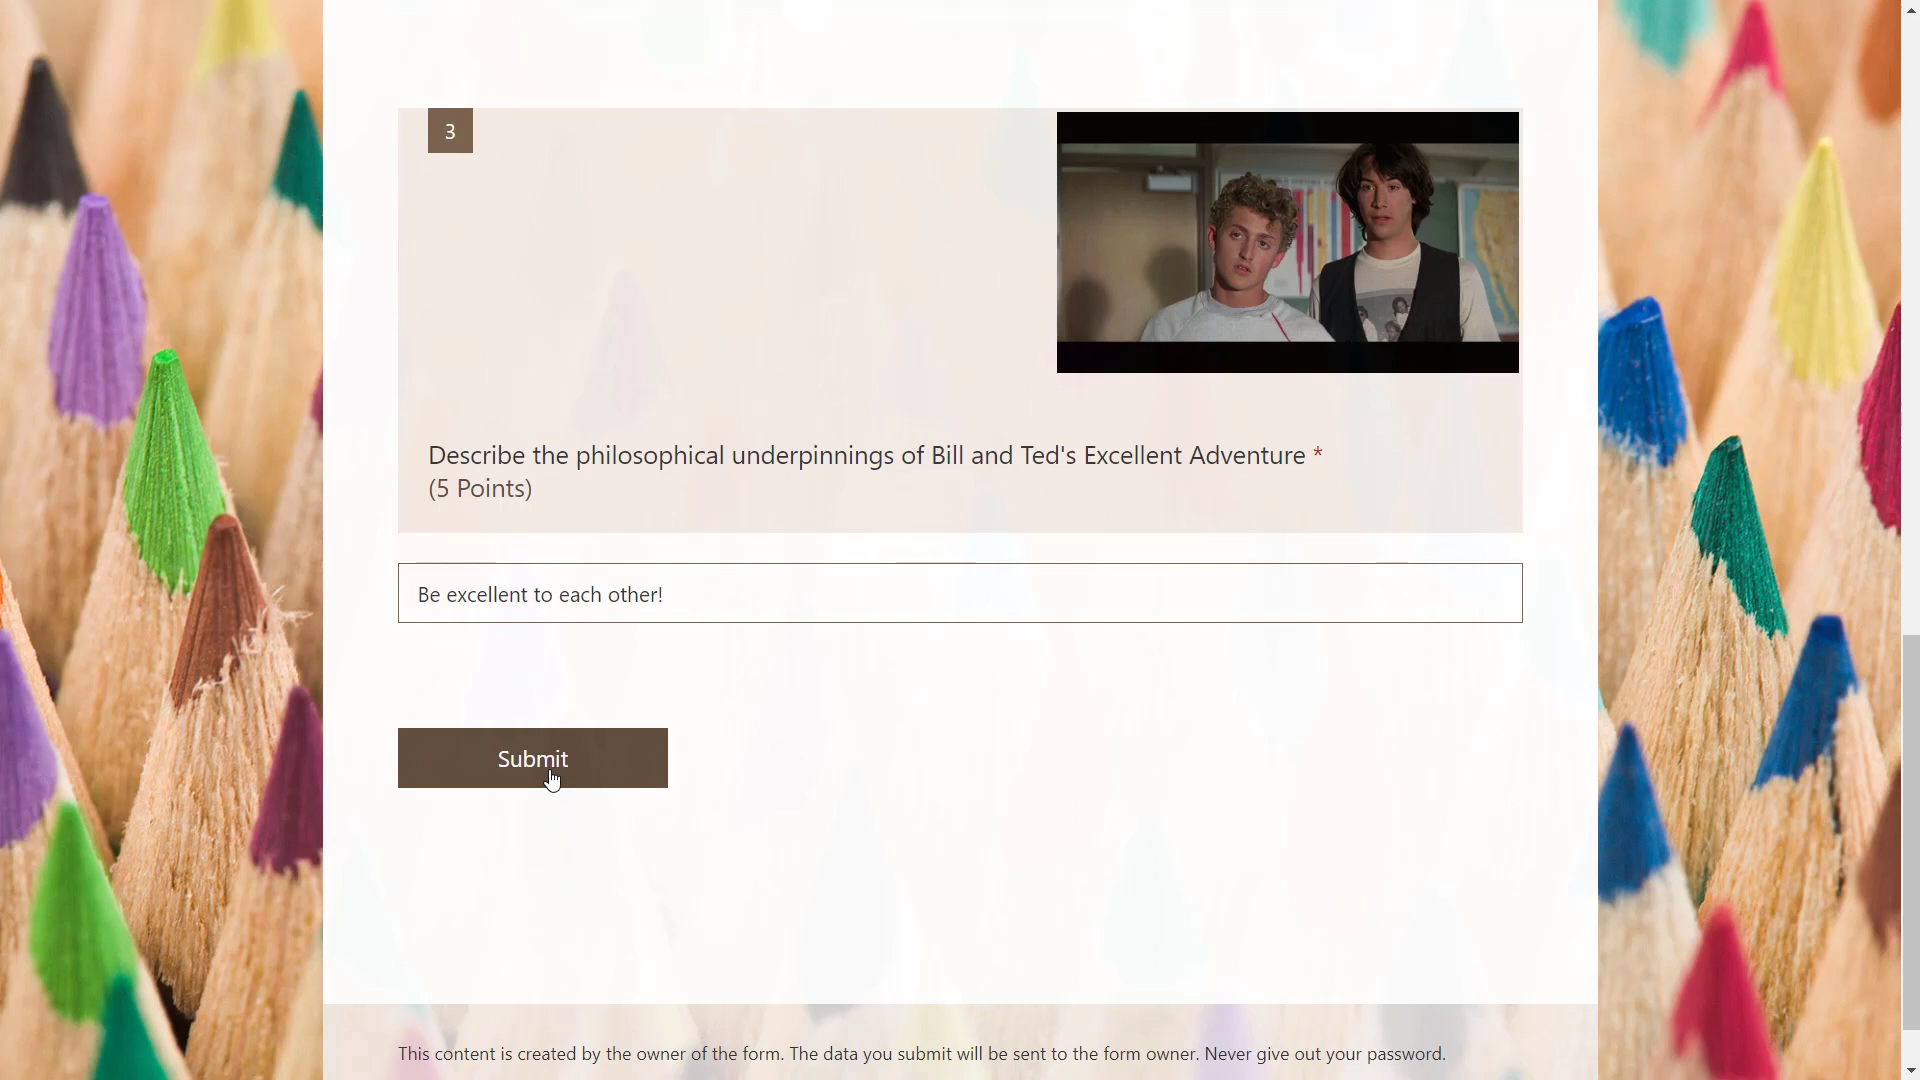 3
Describe the philosophical underpinnings of Bill and Ted's Excellent Adventure *
(5 Points)
Be excellent to each other!
Submit
This content is created by the owner of the form. The data you submit will be sent to the form owner. Never give out your password.